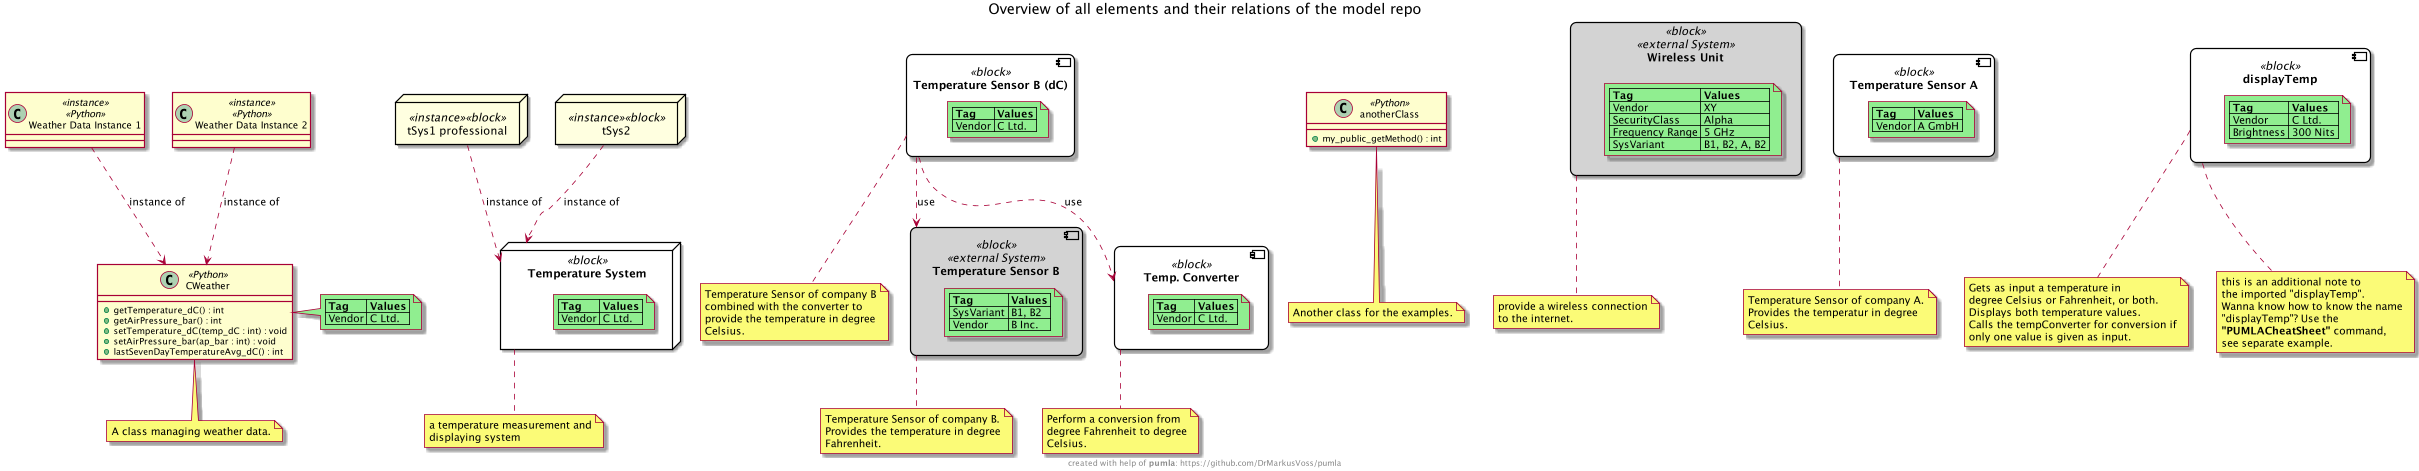 Overview of all elements and their relations of the model repo
«instance»
«Python»
C Weather Data Instance 1
«instance»
«Python»
C Weather Data Instance 2
instance of
instance of
«Python»
C CWeather
getTemperature_dC() : int
getAirPressure_bar() : int
setTemperature_dC(temp_dC : int) : void
setAirPressure_bar(ap_bar : int) : void
lastSevenDayTemperatureAvg_dC() : int
Tag Values
Vendor C Ltd.
A class managing weather data.
«instance»«block»
tSys1 professional
«instance»«block»
tSys2
instance of
instance of
«block»
Temperature System
Tag Values
Vendor C Ltd.
a temperature measurement and
displaying system
«block»
Temperature Sensor B (dC)
Tag Values
Vendor C Ltd.
use
use
Temperature Sensor of company B
combined with the converter to
provide the temperature in degree
Celsius.
«block»
«external System»
Temperature Sensor B
Tag Values
SysVariant B1, B2
Vendor B Inc.
Temperature Sensor of company B.
Provides the temperature in degree
Fahrenheit.
«block»
Temp. Converter
Tag Values
Vendor C Ltd.
Perform a conversion from
degree Fahrenheit to degree
Celsius.
«Python»
C anotherClass
my_public_getMethod() : int
Another class for the examples.
«block»
«external System»
Wireless Unit
Tag Values
Vendor XY
SecurityClass Alpha
Frequency Range 5 GHz
SysVariant B1, B2, A, B2
provide a wireless connection
to the internet.
«block»
Temperature Sensor A
Tag Values
Vendor A GmbH
Temperature Sensor of company A.
Provides the temperatur in degree
Celsius.
«block»
displayTemp
Tag Values
Vendor C Ltd.
Brightness 300 Nits
Gets as input a temperature in
degree Celsius or Fahrenheit, or both.
Displays both temperature values.
Calls the tempConverter for conversion if
only one value is given as input.
this is an additional note to
the imported "displayTemp".
Wanna know how to know the name
"displayTemp"? Use the
"PUMLACheatSheet" command,
see separate example.
created with help of pumla: https://github.com/DrMarkusVoss/pumla